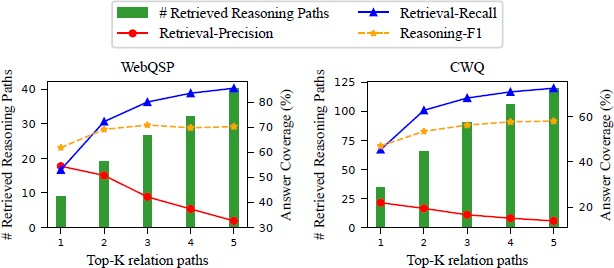 # Retrieved Reasoning Paths
Retrieval-Recall
Retrieval-Precision
Reasoning-F1
WebQSP
CWQ
# Retrieved Reasoning Paths
40
30
20
10
0
80
70
60
50
40
30
Answer Coverage (%)
1 2 3 4 5
Top-K relation paths
# Retrieved Reasoning Paths
125
100
75
50
25
0
60
40
20
Answer Coverage (%)
1 2 3 4 5
Top-K relation paths